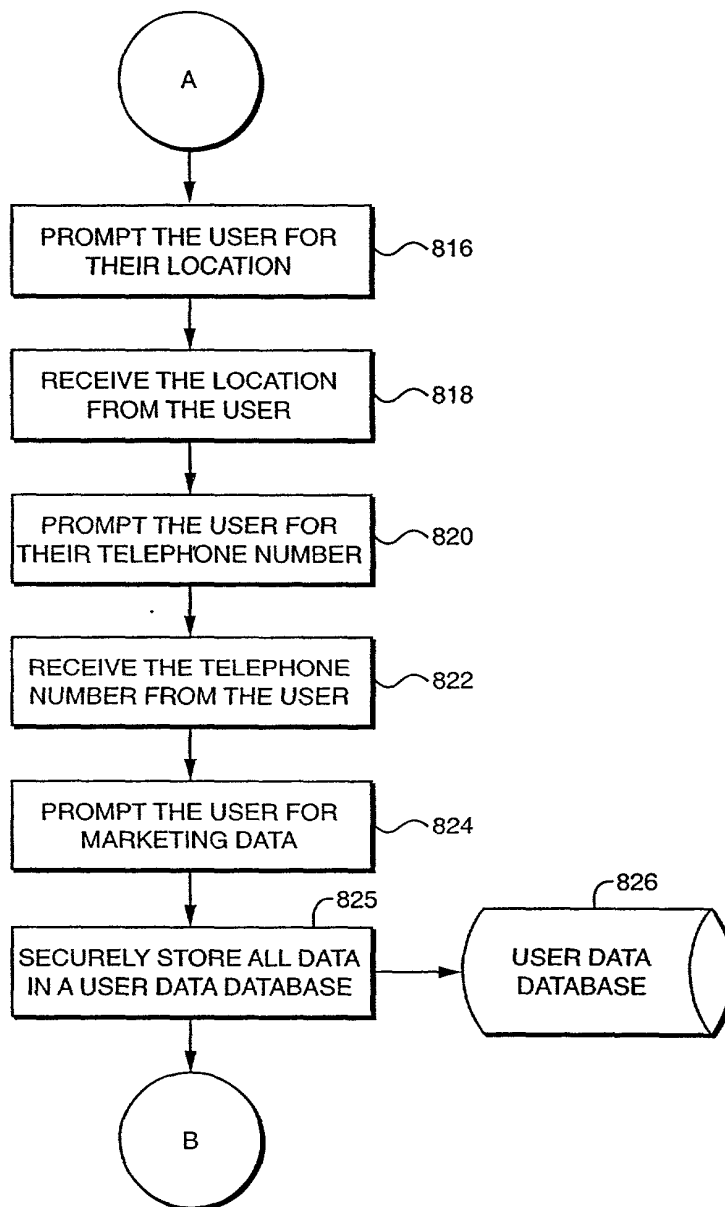 A
PROMPT THE USER FOR
THEIR LOCATION
816
RECEIVE THE LOCATION
FROM THE USER
818
PROMPT THE USER FOR
THEIR TELEPHONE NUMBER
820
RECEIVE THE TELEPHONE
NUMBER FROM THE USER
822
PROMPT THE USER FOR
MARKETING DATA
824
825
SECURELY STORE ALL DATA
IN A USER DATA DATABASE
826
USER DATA
DATABASE
B